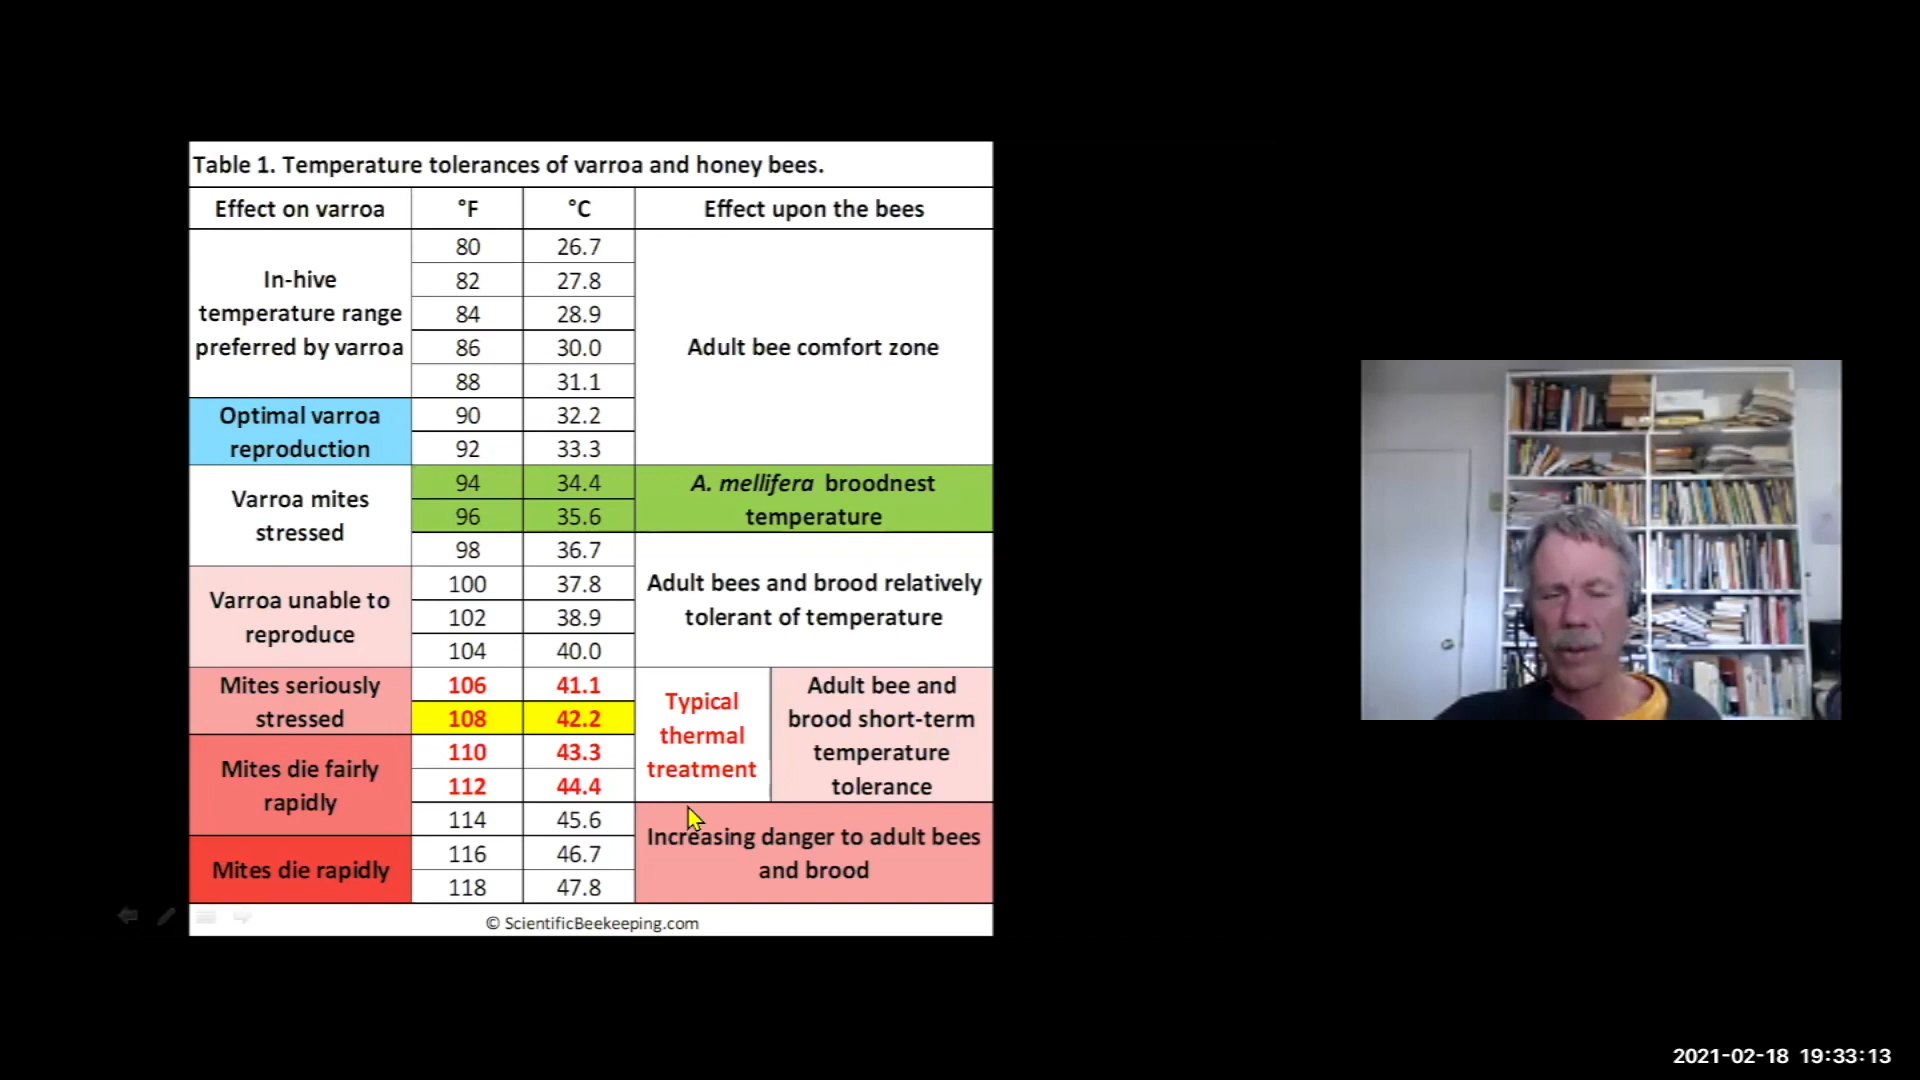 Table 1. Temperature tolerances of varroa and honey bees.
Effect on varroa
°F
°C
Effect upon the bees
In-hive
temperature range
preferred by varroa
80
26.7
82
27.8
84
28.9
86
30.0
88
31.1
Adult bee comfort zone
Optimal varroa
reproduction
90
32.2
92
33.3
Varroa mites
stressed
94
34.4
96
35.6
98
36.7
A. mellifera broodnest
temperature
Varroa unable to
reproduce
100
37.8
102
38.9
104
40.0
Adult bees and brood relatively
tolerant of temperature
Mites seriously
stressed
106
41.1
108
42.2
Typical
thermal
treatment
Adult bee and
brood short-term
temperature
tolerance
Mites die fairly
rapidly
110
43.3
112
44.4
114
45.6
Mites die rapidly
116
46.7
118
47.8
Increasing danger to adult bees
and brood
© ScientificBeekeeping.com
2021-02-18 19:33:13